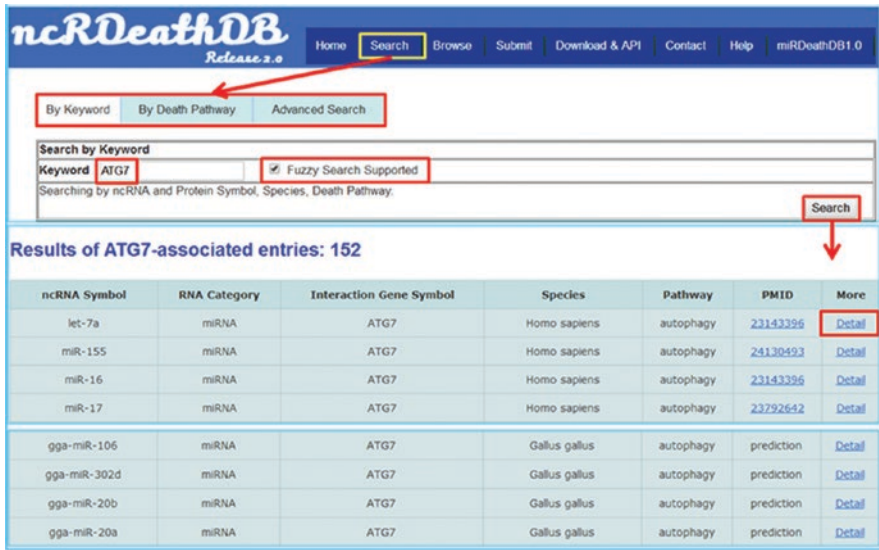 ncRDeathDB
Release 2.0
Home Search Browse Submit Download & API Contact Help miRDeathDB1.0
By Keyword By Death Pathway Advanced Search
Search by Keyword
Keyword ATG7 Fuzzy Search Supported
Searching by ncRNA and Protein Symbol, Species, Death Pathway.
Search
Results of ATG7-associated entries: 152
ncRNA Symbol RNA Category Interaction Gene Symbol Species Pathway PMID More
let-7a miRNA ATG7 Homo sapiens autophagy 23143396 Detail
miR-155 miRNA ATG7 Homo sapiens autophagy 24130493 Detail
miR-16 miRNA ATG7 Homo sapiens autophagy 23143396 Detail
miR-17 miRNA ATG7 Homo sapiens autophagy 23792642 Detail
gga-miR-106 miRNA ATG7 Gallus gallus autophagy prediction Detail
gga-miR-302d miRNA ATG7 Gallus gallus autophagy prediction Detail
gga-miR-20b miRNA ATG7 Gallus gallus autophagy prediction Detail
gga-miR-20a miRNA ATG7 Gallus gallus autophagy prediction Detail